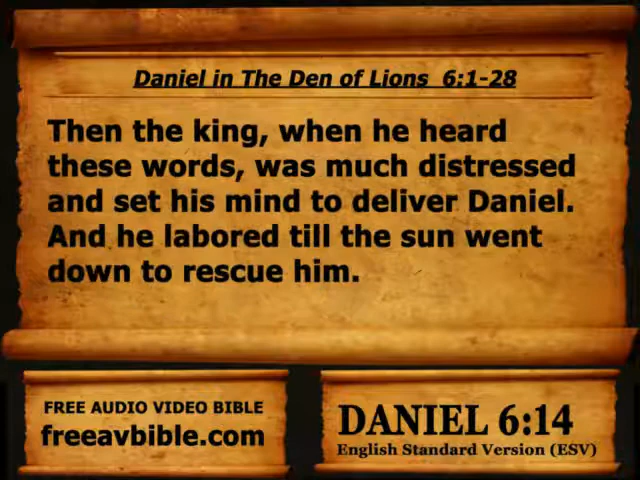 Daniel in The Den of Lions 6:1-28
Then the king, when he heard
these words, was much distressed
and set his mind to deliver Daniel.
And he labored till the sun went
down to rescue him.
FREE AUDIO VIDEO BIBLE
freeavbible.com
DANIEL 6:14
English Standard Version (ESV)